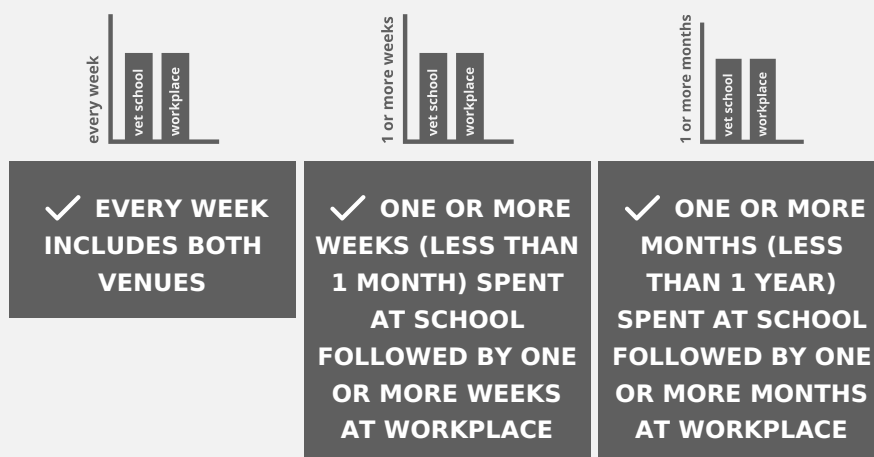 every week
vet school
workplace
1 or more weeks
vet school
workplace
1 or more months
vet school
workplace
EVERY WEEK
INCLUDES BOTH
VENUES
ONE OR MORE
WEEKS (LESS THAN
1 MONTH) SPENT
AT SCHOOL
FOLLOWED BY ONE
OR MORE WEEKS
AT WORKPLACE
ONE OR MORE
MONTHS (LESS
THAN 1 YEAR)
SPENT AT SCHOOL
FOLLOWED BY ONE
OR MORE MONTHS
AT WORKPLACE